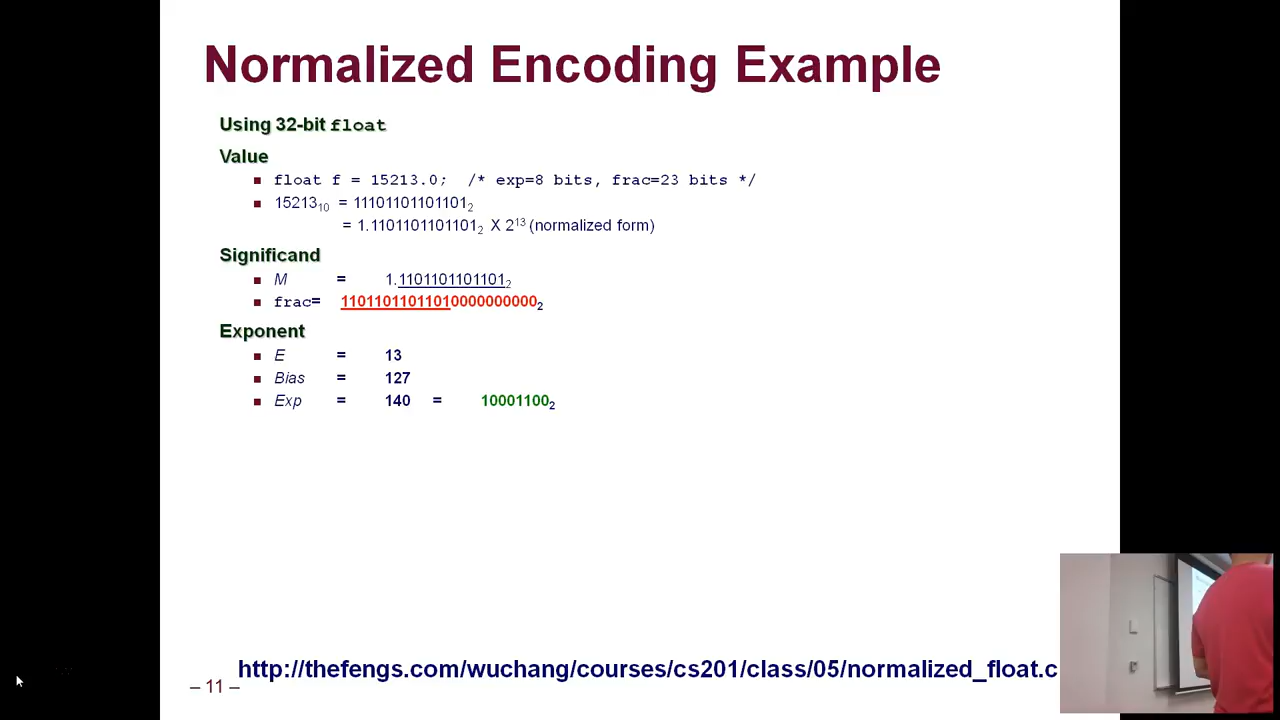 Normalized Encoding Example
Using 32-bit float
Value
float f = 15213.0; /* exp=8 bits, frac=23 bits */
15213₁₀ = 11101101101101₂
= 1.1101101101101₂ X 2¹³ (normalized form)
Significand
M = 1.1101101101101₂
frac= 11011011011010000000000₂
Exponent
E = 13
Bias = 127
Exp = 140 = 10001100₂
http://thefengs.com/wuchang/courses/cs201/class/05/normalized_float.c
– 11 –